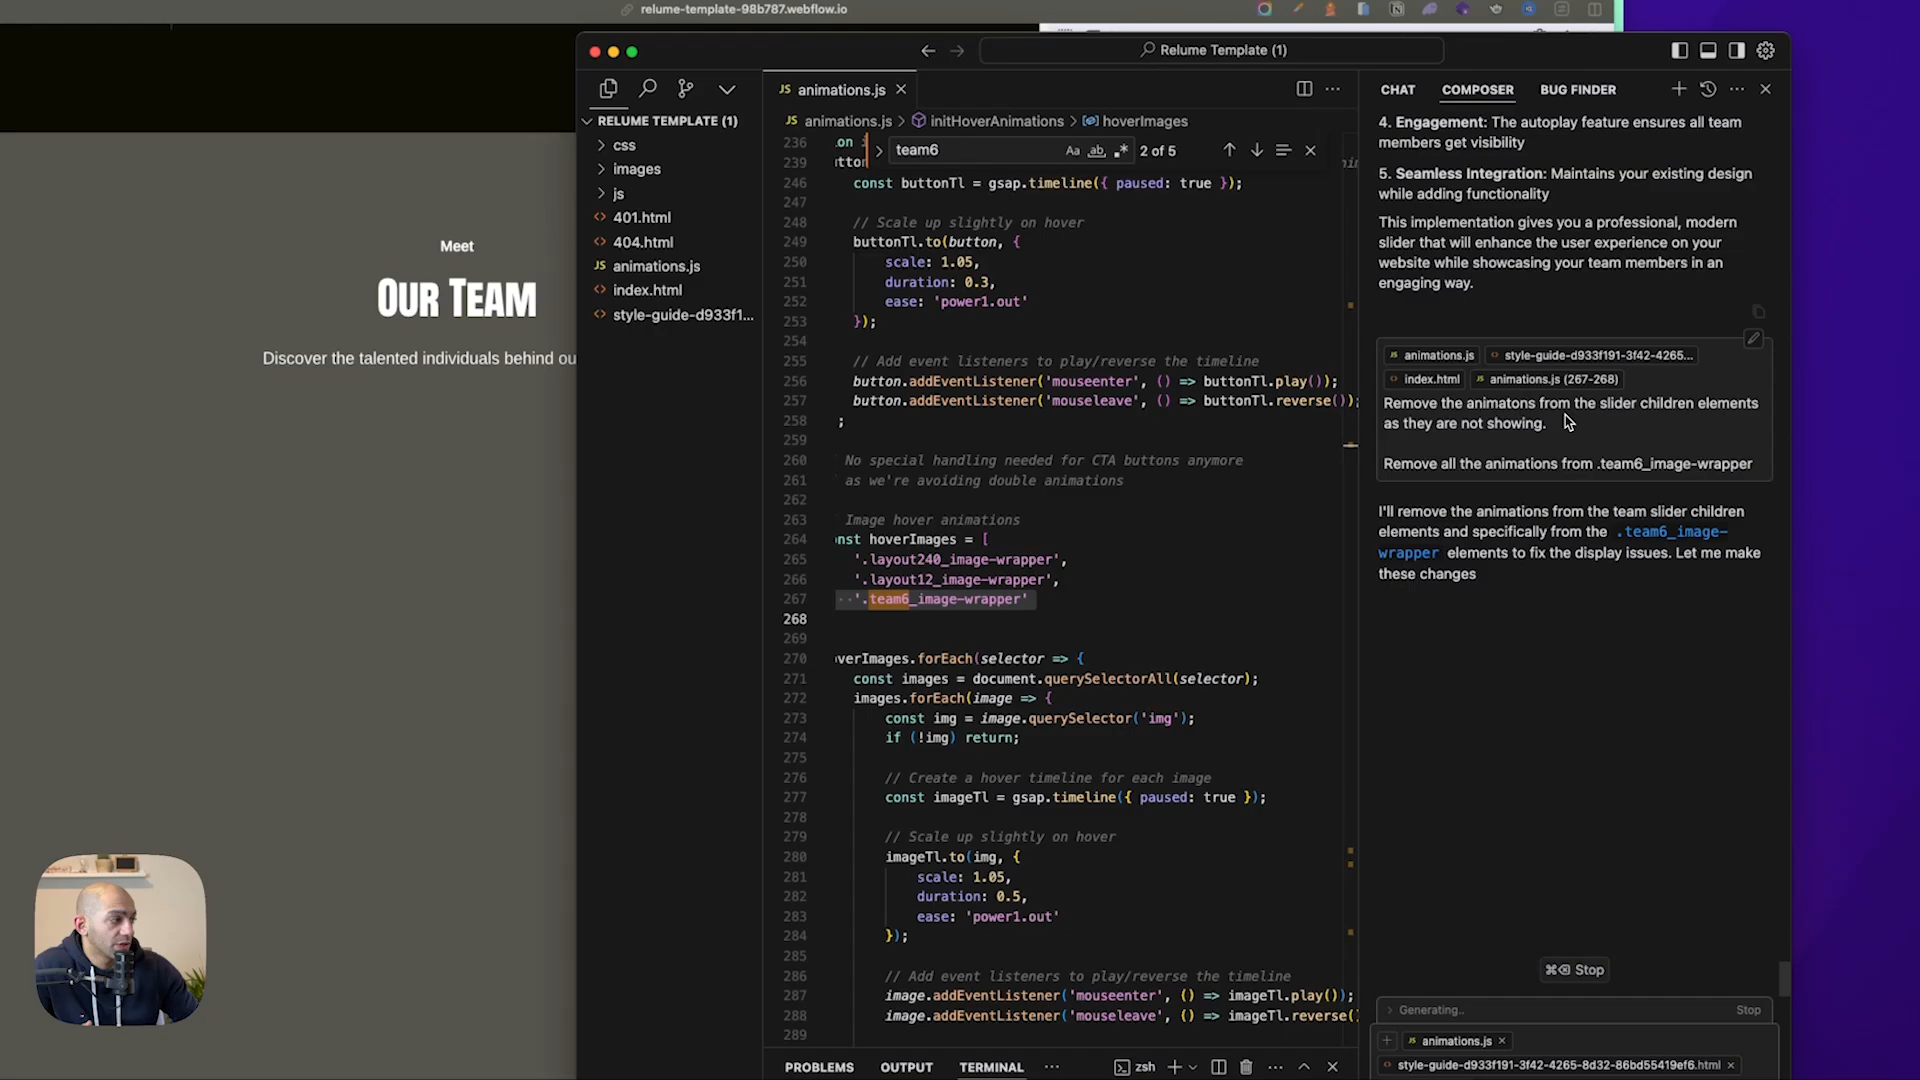 relume-template-98b787.webflow.io
Relume Template (1)
animations.js
CHAT
COMPOSER
BUG FINDER
RELUME TEMPLATE (1)
css
images
js
401.html
404.html
animations.js
index.html
style-guide-d933f1...
animations.js > initHoverAnimations > hoverImages
team6
2 of 5
236
239
246 const buttonTl = gsap.timeline({ paused: true });
247
248 // Scale up slightly on hover
249 buttonTl.to(button, {
250 scale: 1.05,
251 duration: 0.3,
252 ease: 'power1.out'
253 });
254
255 // Add event listeners to play/reverse the timeline
256 button.addEventListener('mouseenter', () => buttonTl.play());
257 button.addEventListener('mouseleave', () => buttonTl.reverse());
258 ;
259
260 No special handling needed for CTA buttons anymore
261 as we're avoiding double animations
262
263 Image hover animations
264 onst hoverImages = [
265 '.layout240_image-wrapper',
266 '.layout12_image-wrapper',
267 '.team6_image-wrapper'
268
269
270 verImages.forEach(selector => {
271 const images = document.querySelectorAll(selector);
272 images.forEach(image => {
273 const img = image.querySelector('img');
274 if (!img) return;
275
276 // Create a hover timeline for each image
277 const imageTl = gsap.timeline({ paused: true });
278
279 // Scale up slightly on hover
280 imageTl.to(img, {
281 scale: 1.05,
282 duration: 0.5,
283 ease: 'power1.out'
284 });
285
286 // Add event listeners to play/reverse the timeline
287 image.addEventListener('mouseenter', () => imageTl.play());
288 image.addEventListener('mouseleave', () => imageTl.reverse()
289
PROBLEMS
OUTPUT
TERMINAL
zsh
4. Engagement: The autoplay feature ensures all team
members get visibility
5. Seamless Integration: Maintains your existing design
while adding functionality
This implementation gives you a professional, modern
slider that will enhance the user experience on your
website while showcasing your team members in an
engaging way.
animations.js
style-guide-d933f191-3f42-4265...
index.html
animations.js (267-268)
Remove the animatons from the slider children elements
as they are not showing.
Remove all the animations from .team6_image-wrapper
I'll remove the animations from the team slider children
elements and specifically from the .team6_image-
wrapper elements to fix the display issues. Let me make
these changes
Stop
Generating..
Stop
animations.js
style-guide-d933f191-3f42-4265-8d32-86bd55419ef6.html
Meet
Our Team
Discover the talented individuals behind ou